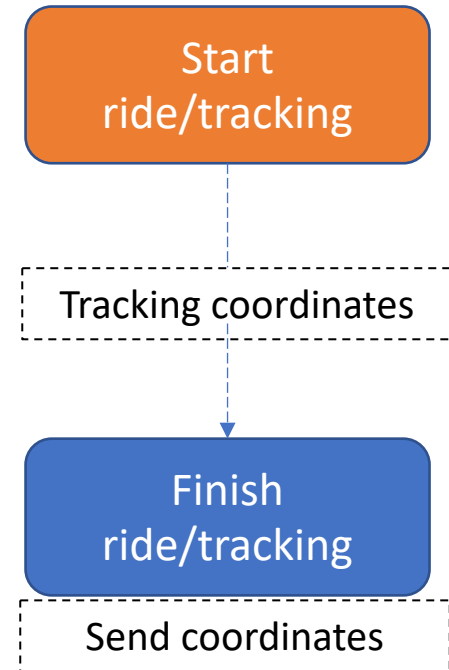 Start
ride/tracking
Tracking coordinates
Finish
ride/tracking
Send coordinates